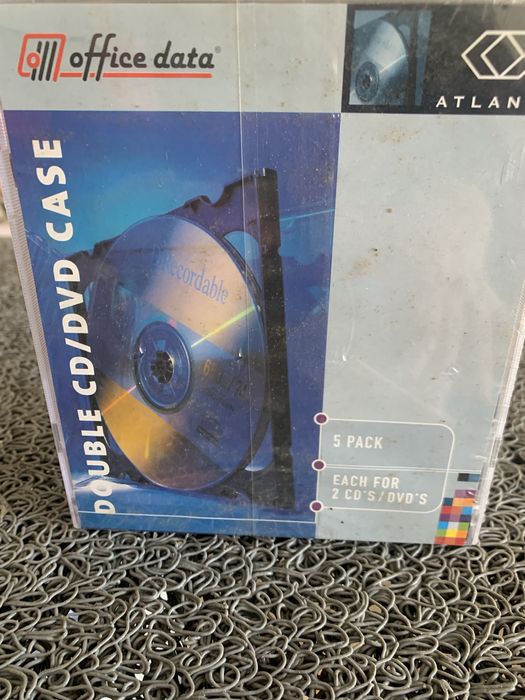 office data®
ATLAN
DOUBLE CD/DVD CASE
Recordable
5 PACK
EACH FOR
2 CD'S/DVD'S